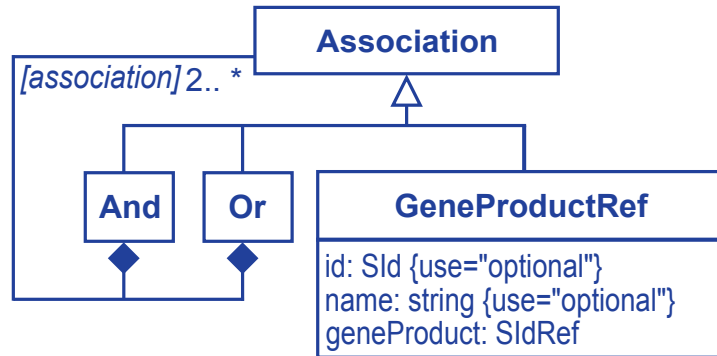 Association
[association] 2.. *
And
Or
GeneProductRef
id: SId {use="optional"}
name: string {use="optional"}
geneProduct: SIdRef